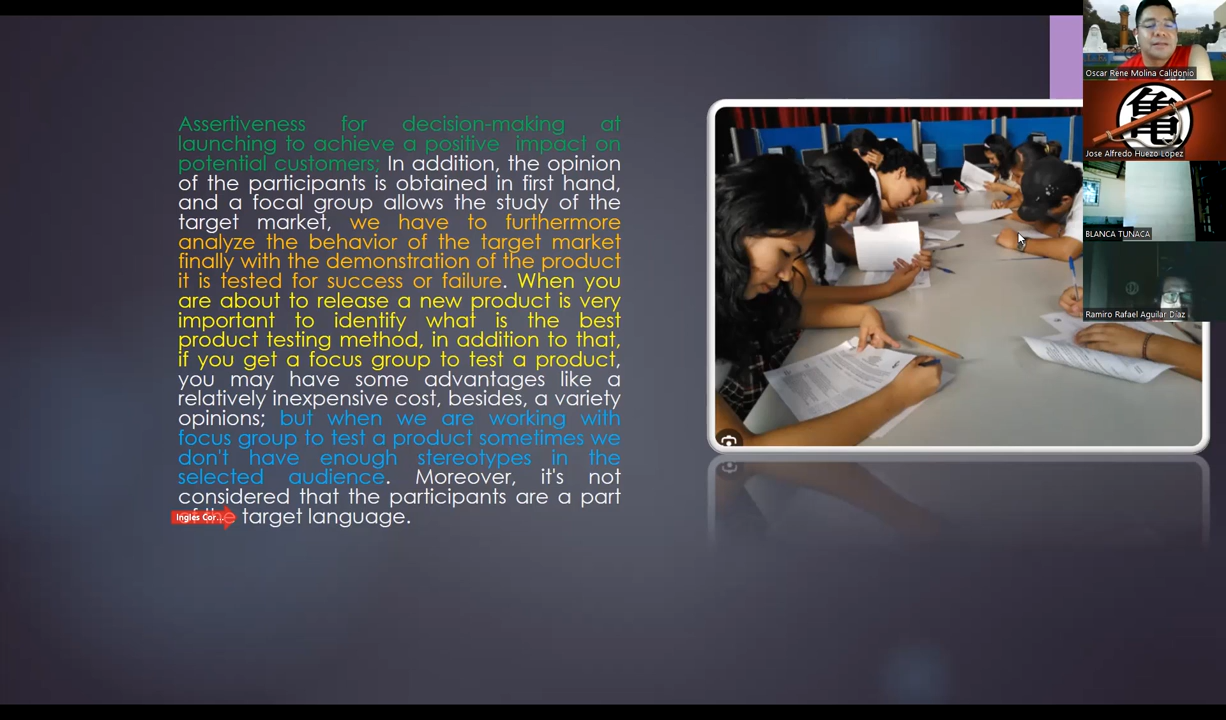 Assertiveness for decision-making at
launching to achieve a positive impact on
potential customers; In addition, the opinion
of the participants is obtained in first hand,
and a focal group allows the study of the
target market, we have to furthermore
analyze the behavior of the target market
finally with the demonstration of the product
it is tested for success or failure. When you
are about to release a new product is very
important to identify what is the best
product testing method, in addition to that,
if you get a focus group to test a product,
you may have some advantages like a
relatively inexpensive cost, besides, a variety
opinions; but when we are working with
focus group to test a product sometimes we
don't have enough stereotypes in the
selected audience. Moreover, it's not
considered that the participants are a part
of the target language.
Ingles Cor...
Oscar Rene Molina Calidonio
亀
Jose Alfredo Huezo Lopez
BLANCA TUNACA
Ramiro Rafael Aguilar Diaz